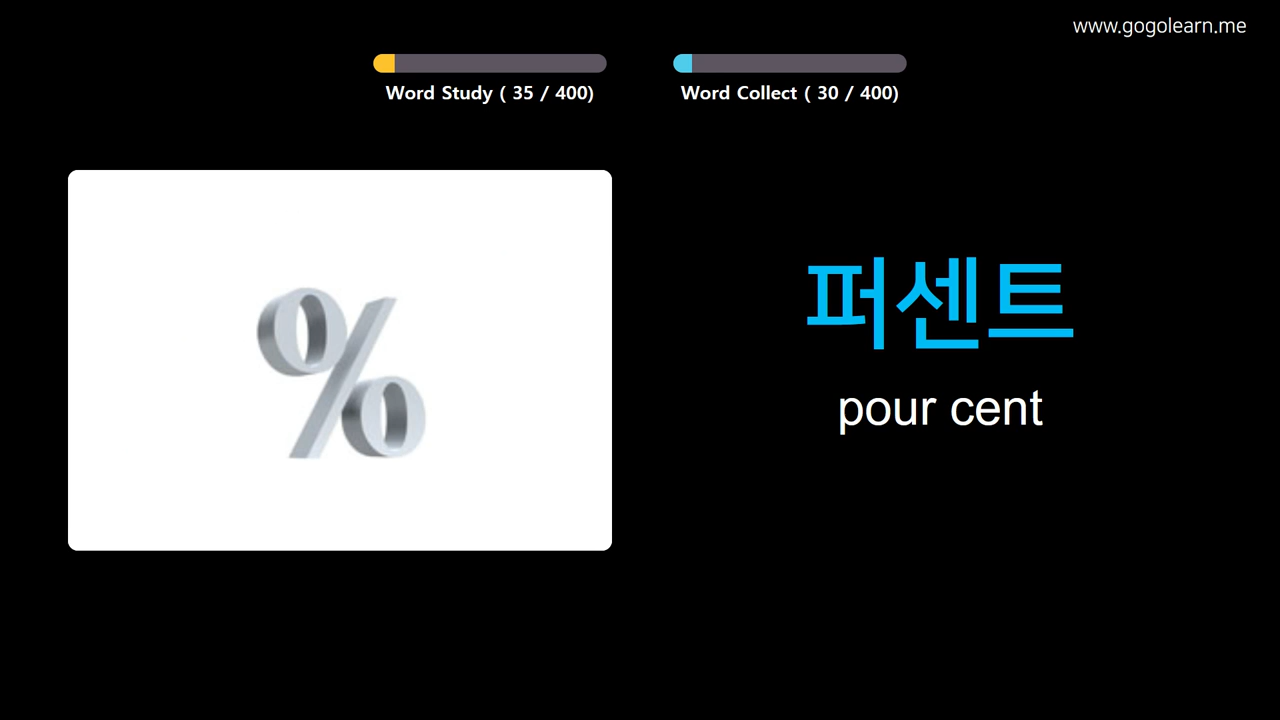 www.gogolearn.me
Word Study ( 35 / 400)
Word Collect ( 30 / 400)
%
퍼센트
pour cent